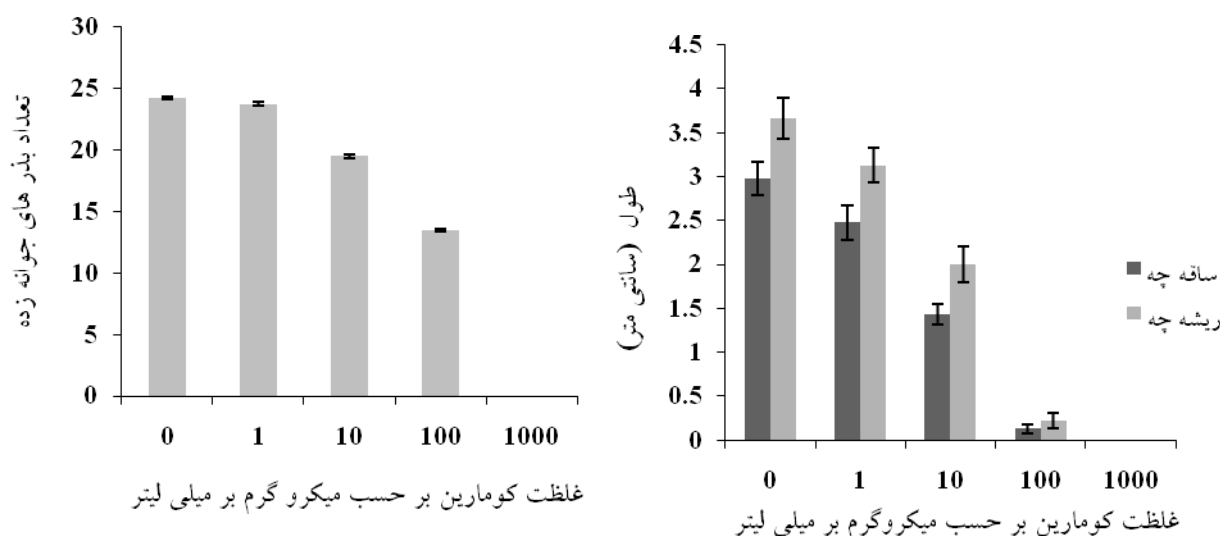 30
25
20
15
10
5
0
تعداد بذر های جوانه زده
0 1 10 100 1000
غلظت کومارین بر حسب میکرو گرم بر میلی لیتر
4.5
4
3.5
3
2.5
2
1.5
1
0.5
0
طول (سانتی متر)
0 1 10 100 1000
غلظت کومارین بر حسب میکروگرم بر میلی لیتر
ساقه چه
ریشه چه